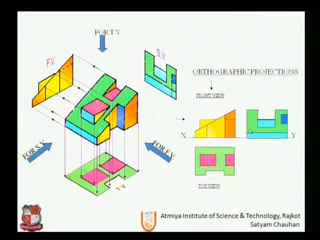 FOR T.V.
F.V.
S.V.
ORTHOGRAPHIC PROJECTIONS
FRONT VIEW
X
Y
FOR S.V.
FOR F.V.
T.V.
TOP VIEW
Atmiya Institute of Science & Technology, Rajkot
Satyam Chauhan